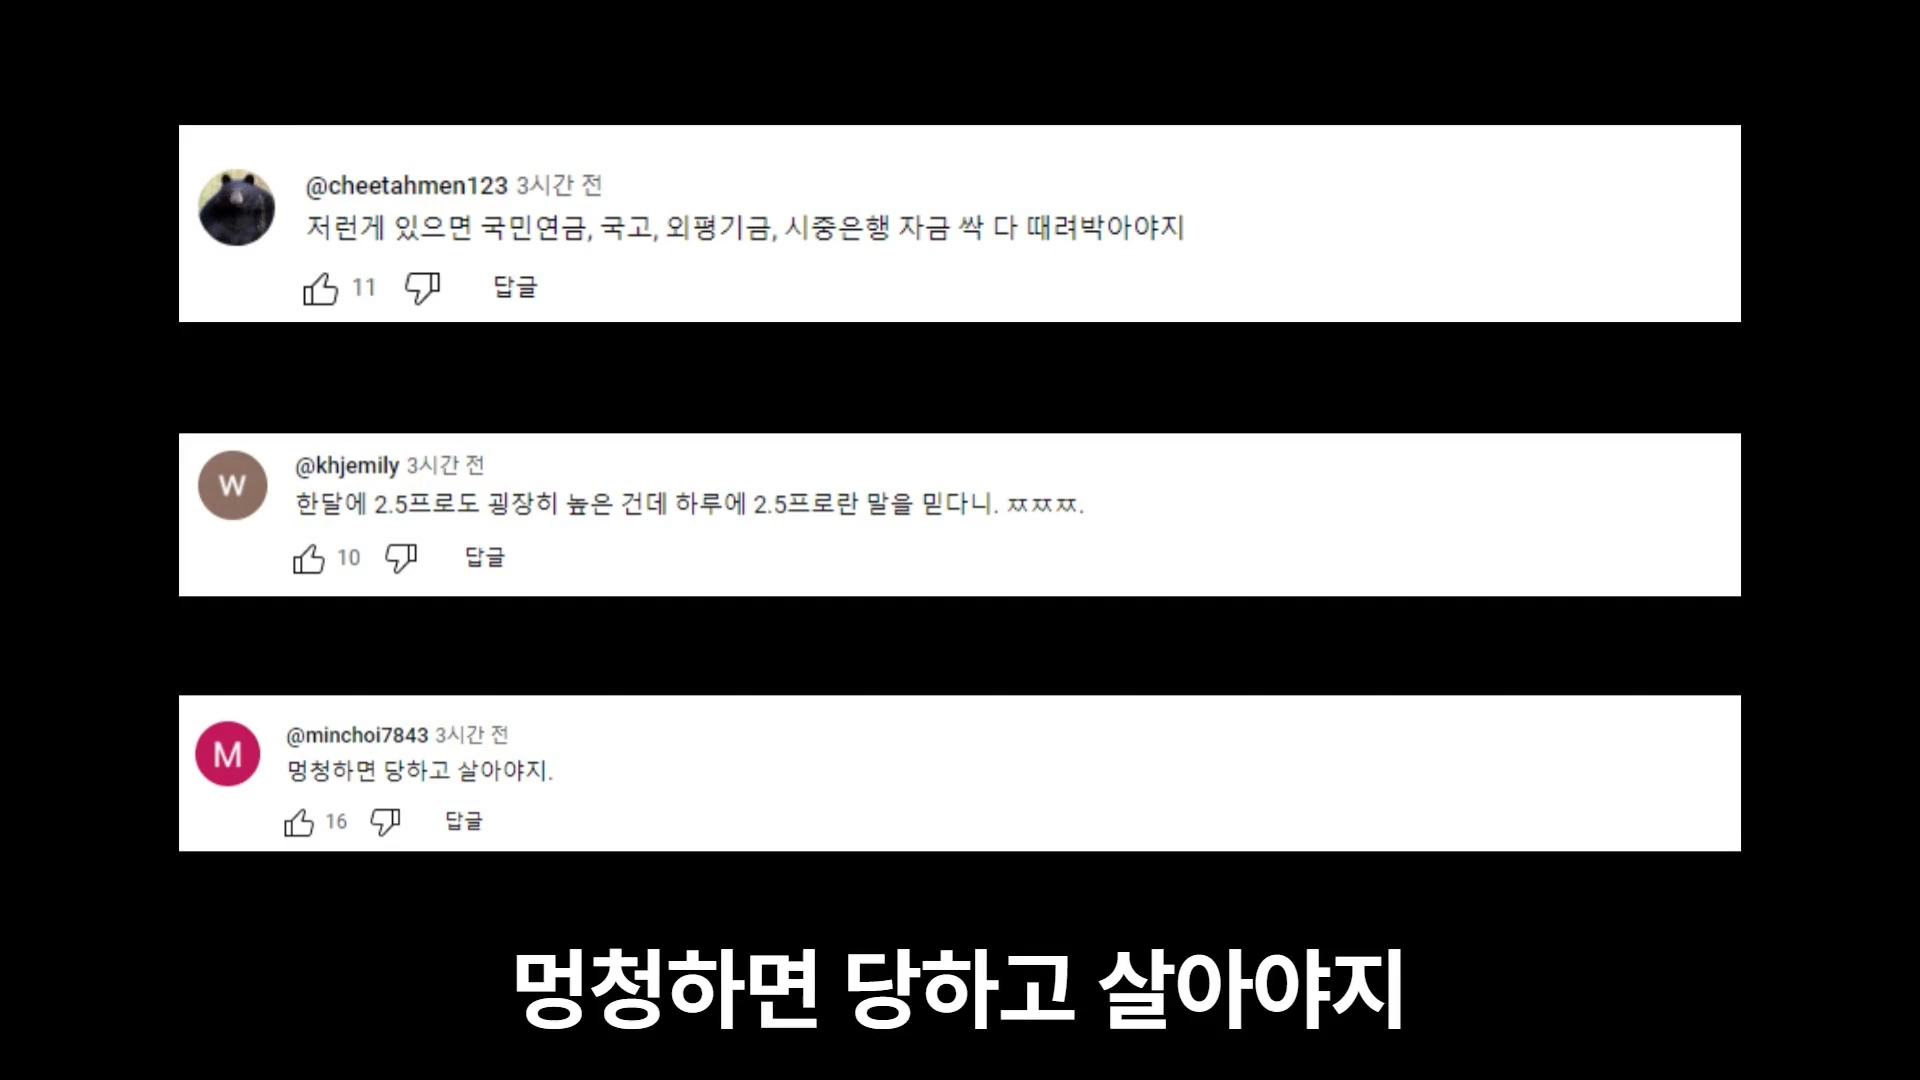 @cheetahmen123 3시간 전
저런게 있으면 국민연금, 국고, 외평기금, 시중은행 자금 싹 다 때려박아야지
11 답글
W
@khjemily 3시간 전
한달에 2.5프로도 굉장히 높은 건데 하루에 2.5프로란 말을 믿다니. ㅉㅉㅉ.
10 답글
M
@minchoi7843 3시간 전
멍청하면 당하고 살아야지.
16 답글
멍청하면 당하고 살아야지